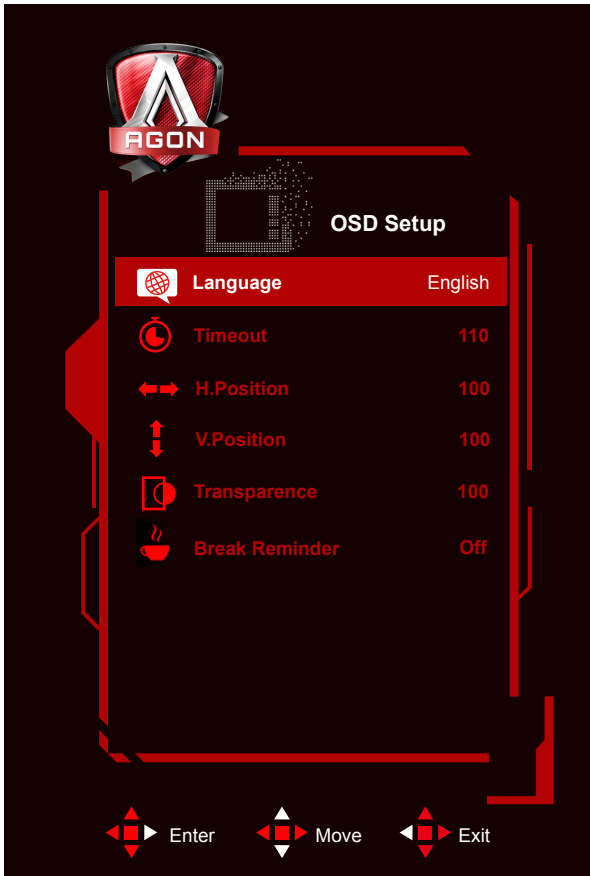 AGON
OSD Setup
Language English
Timeout 110
H.Position 100
V.Position 100
Transparence 100
Break Reminder Off
Enter Move Exit